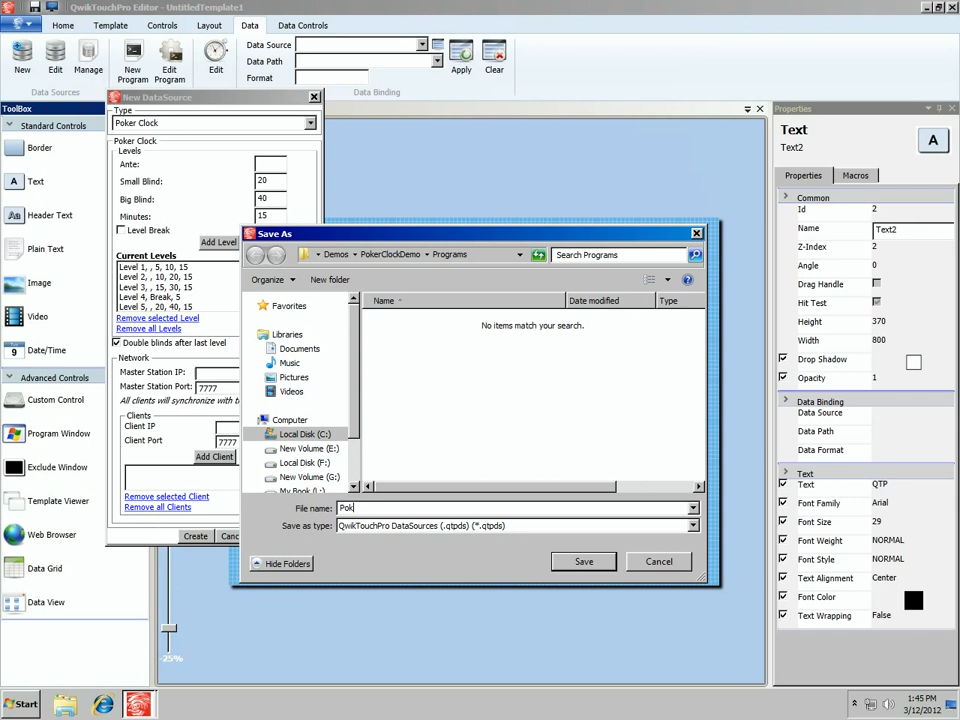 QwikTouchPro Editor - UntitledTemplate1
Home Template Controls Layout Data Data Controls
New Edit Manage New Program Edit Program Edit
Data Source
Data Path
Format
Apply Clear
Data Sources Data Binding
ToolBox
Standard Controls
Border
Text
Header Text
Plain Text
Image
Video
Date/Time
Advanced Controls
Custom Control
Program Window
Exclude Window
Template Viewer
Web Browser
Data Grid
Data View
New DataSource
Type
Poker Clock
Poker Clock
Levels
Ante:
Small Blind: 20
Big Blind: 40
Minutes: 15
Level Break
Add Level
Current Levels
Level 1, , 5, 10, 15
Level 2, , 10, 20, 15
Level 3, , 15, 30, 15
Level 4, Break, 5
Level 5, , 20, 40, 15
Remove selected Level
Remove all Levels
Double blinds after last level
Network
Master Station IP:
Master Station Port: 7777
All clients will synchronize with t
Clients
Client IP
Client Port 7777
Add Client
Remove selected Client
Remove all Clients
Create Canc
Save As
Demos PokerClockDemo Programs
Search Programs
Organize New folder
Favorites
Libraries
Documents
Music
Pictures
Videos
Computer
Local Disk (C:)
New Volume (E:)
Local Disk (F:)
New Volume (G:)
My Book (L:)
Name Date modified Type
No items match your search.
File name: Pok
Save as type: QwikTouchPro DataSources (.qtpds) (*.qtpds)
Hide Folders Save Cancel
-25%
Properties
Text
Text2
A
Properties Macros
Common
Id 2
Name Text2
Z-Index 2
Angle 0
Drag Handle
Hit Test
Height 370
Width 800
Drop Shadow
Opacity 1
Data Binding
Data Source
Data Path
Data Format
Text
Text QTP
Font Family Arial
Font Size 29
Font Weight NORMAL
Font Style NORMAL
Text Alignment Center
Font Color
Text Wrapping False
Start
1:45 PM
3/12/2012